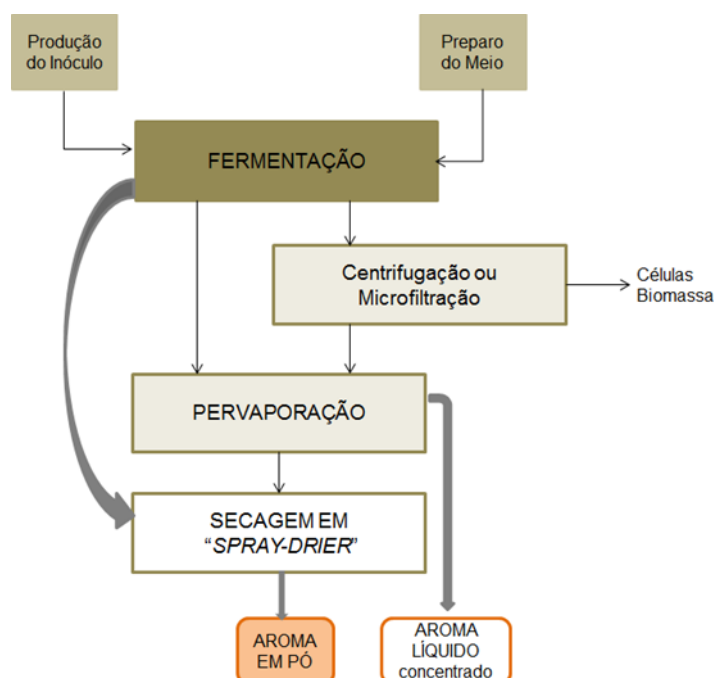 Produção
do Inóculo
Preparo
do Meio
FERMENTAÇÃO
Centrifugação ou
Microfiltração
Células
Biomassa
PERVAPORAÇÃO
SECAGEM EM
“SPRAY-DRIER”
AROMA
EM PÓ
AROMA
LÍQUIDO
concentrado